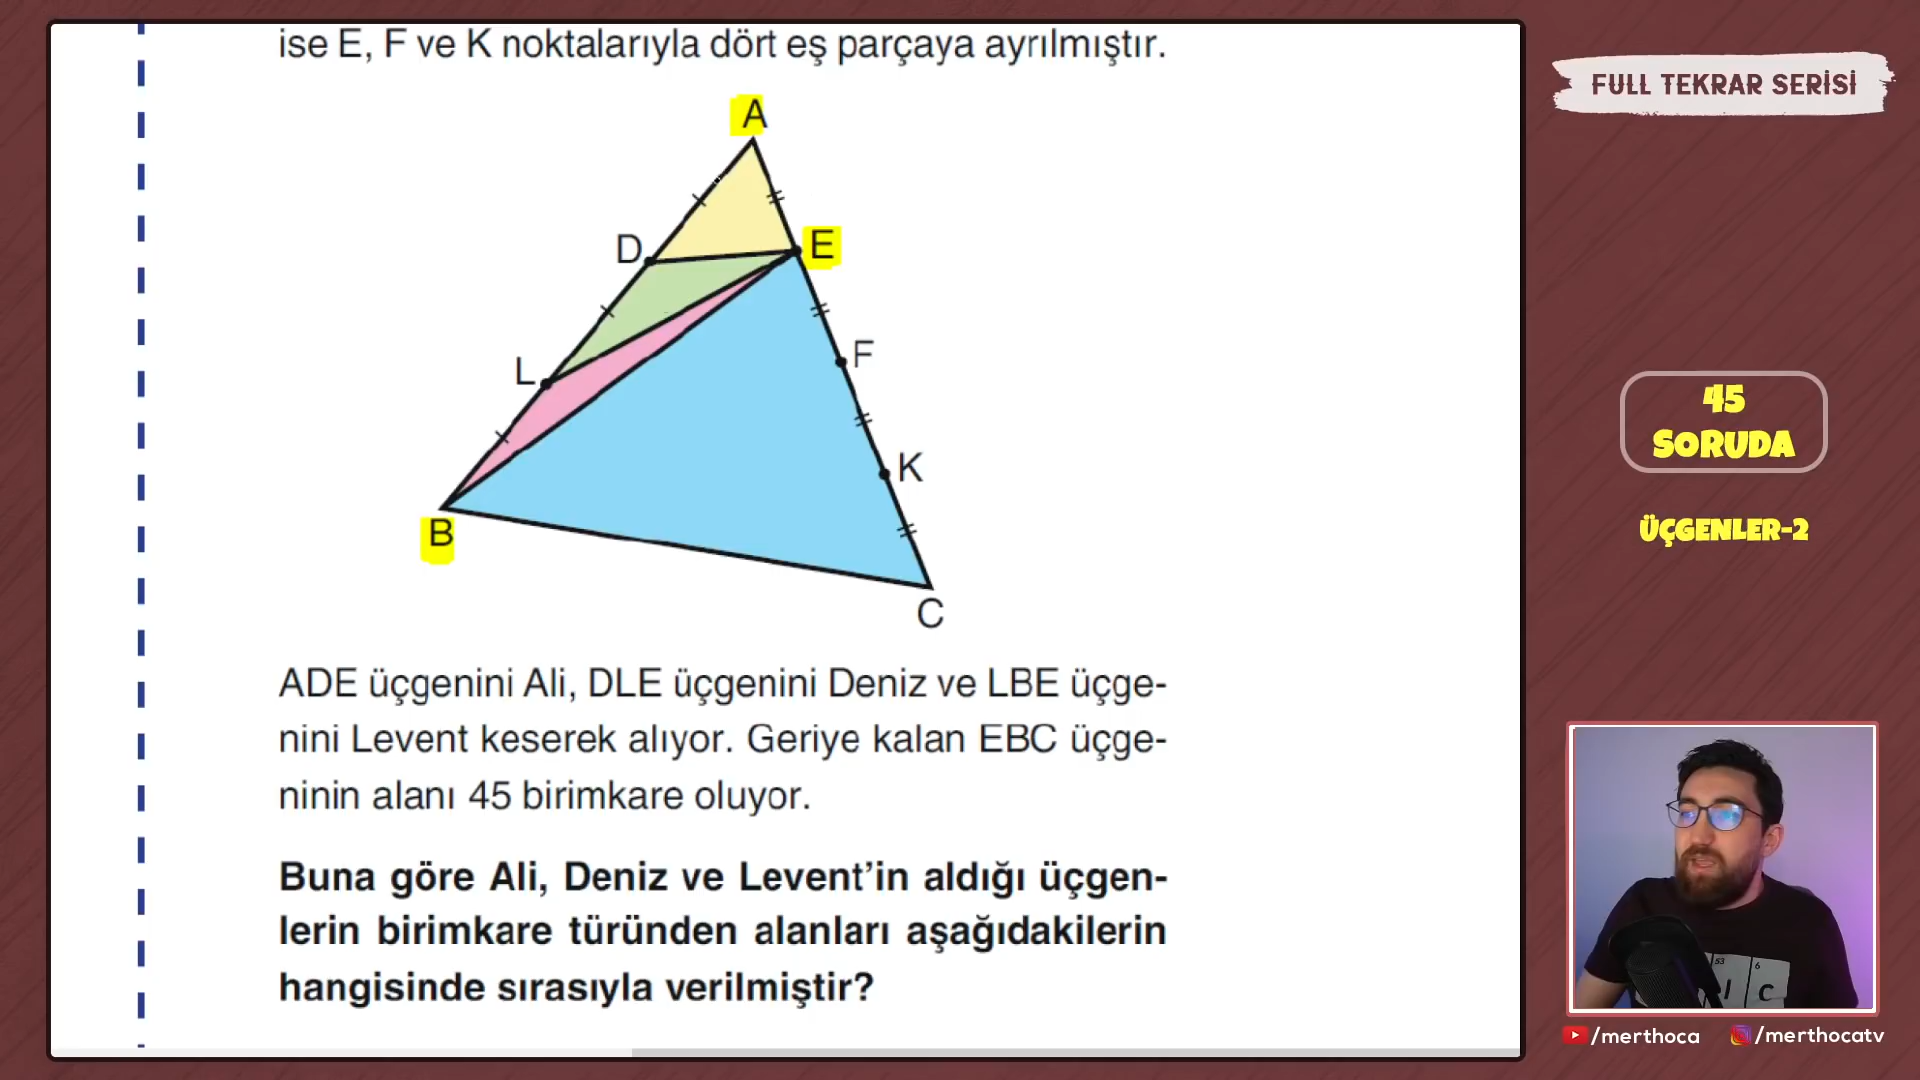 ise E, F ve K noktalarıyla dört eş parçaya ayrılmıştır.
A
D
E
L
F
K
B
C
ADE üçgenini Ali, DLE üçgenini Deniz ve LBE üçge-
nini Levent keserek alıyor. Geriye kalan EBC üçge-
ninin alanı 45 birimkare oluyor.
Buna göre Ali, Deniz ve Levent’in aldığı üçgen-
lerin birimkare türünden alanları aşağıdakilerin
hangisinde sırasıyla verilmiştir?
FULL TEKRAR SERİSİ
45
SORUDA
ÜÇGENLER-2
53
6
I
C
/merthoca
/merthocatv